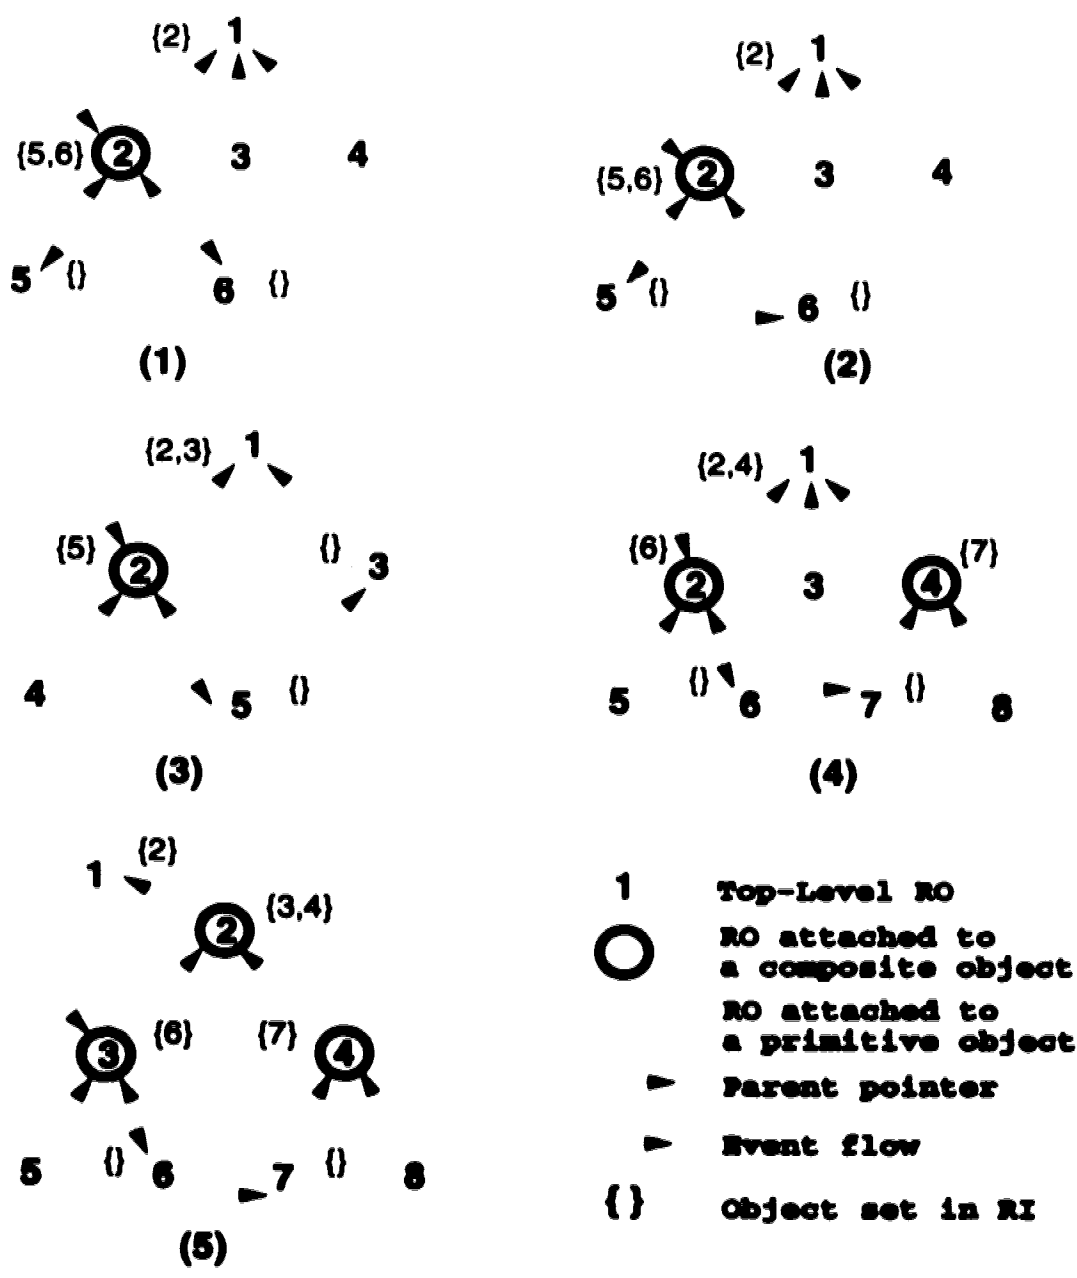 {2} 1
{5,6} 2 3 4
5 {} 6 {}
(1)
{2} 1
{5,6} 2 3 4
5 {} 6 {}
(2)
{2,3} 1
{5} 2 {} 3
4 5 {}
(3)
{2,4} 1
{6} 2 3 4 {7}
5 {} 6 7 {} 8
(4)
1 {2}
2 {3,4}
3 {6} {7} 4
5 {} 6 7 {} 8
(5)
1 Top-Level RO
RO attached to
a composite object
RO attached to
a primitive object
Parent pointer
Event flow
{ } Object set in RI